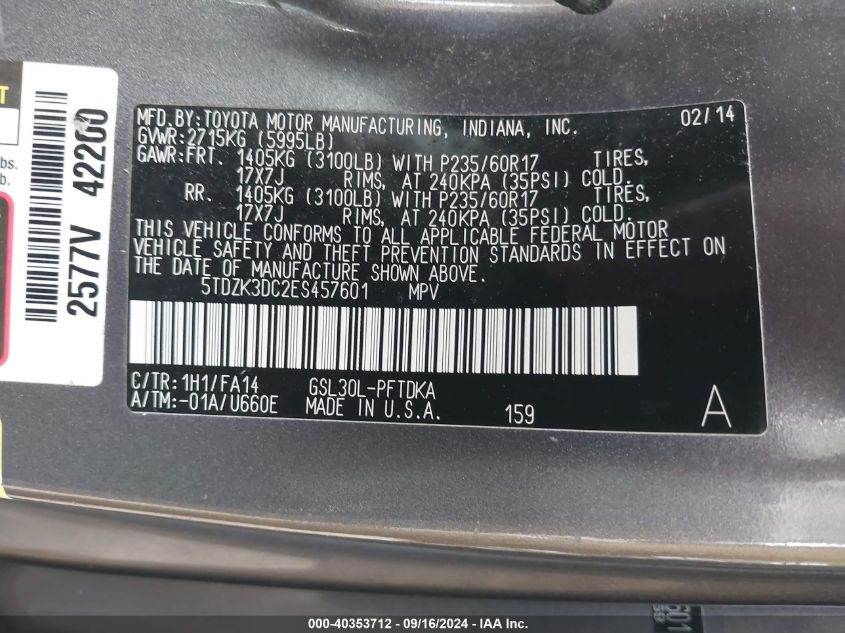 MFD.BY:TOYOTA MOTOR MANUFACTURING, INDIANA, INC. 02/14
GVWR:2715KG (5995LB)
GAWR:FRT. 1405KG (3100LB) WITH P235/60R17 TIRES,
17X7J RIMS, AT 240KPA (35PSI) COLD.
RR. 1405KG (3100LB) WITH P235/60R17 TIRES,
17X7J RIMS, AT 240KPA (35PSI) COLD.
THIS VEHICLE CONFORMS TO ALL APPLICABLE FEDERAL MOTOR
VEHICLE SAFETY AND THEFT PREVENTION STANDARDS IN EFFECT ON
THE DATE OF MANUFACTURE SHOWN ABOVE.
5TDZK3DC2ES457601 MPV
C/TR:1H1/FA14 GSL30L-PFTDKA
A/TM:-01A/U660E MADE IN U.S.A. 159 A
2577V 42200
lbs.
000-40353712 - 09/16/2024 - IAA Inc.